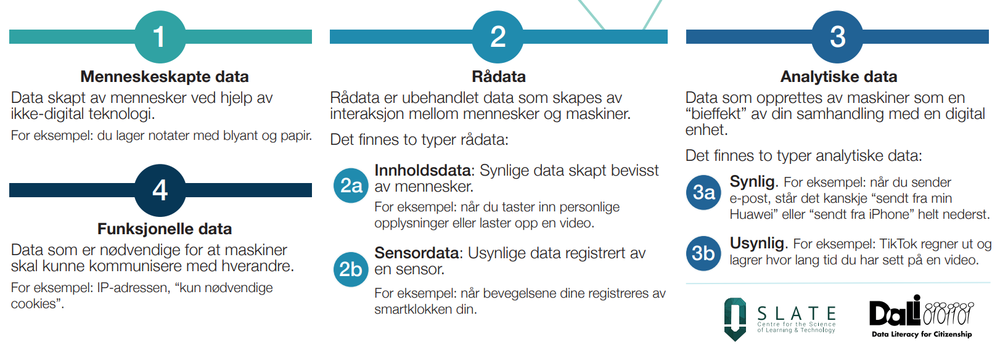 1
Menneskeskapte data
Data skapt av mennesker ved hjelp av
ikke-digital teknologi.
For eksempel: du lager notater med blyant og papir.
4
Funksjonelle data
Data som er nødvendige for at maskiner
skal kunne kommunisere med hverandre.
For eksempel: IP-adressen, “kun nødvendige
cookies”.
2
Rådata
Rådata er ubehandlet data som skapes av
interaksjon mellom mennesker og maskiner.
Det finnes to typer rådata:
2a
Innholdsdata: Synlige data skapt bevisst
av mennesker.
For eksempel: når du taster inn personlige
opplysninger eller laster opp en video.
2b
Sensordata: Usynlige data registrert av
en sensor.
For eksempel: når bevegelsene dine registreres av
smartklokken din.
3
Analytiske data
Data som opprettes av maskiner som en
“bieffekt” av din samhandling med en digital
enhet.
Det finnes to typer analytiske data:
3a
Synlig. For eksempel: når du sender
e-post, står det kanskje “sendt fra min
Huawei” eller “sendt fra iPhone” helt nederst.
3b
Usynlig. For eksempel: TikTok regner ut og
lagrer hvor lang tid du har sett på en video.
SLATE
Centre for the Science
of Learning & Technology
DaLi
Data Literacy for Citizenship